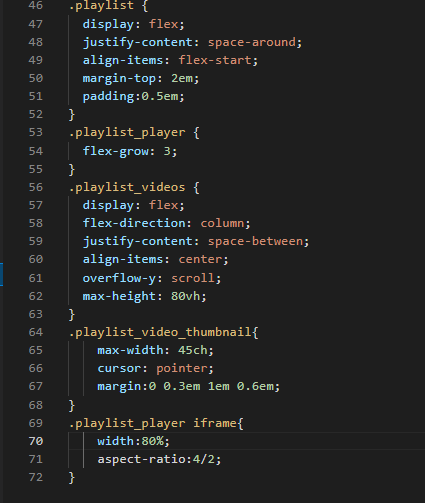 46 .playlist {
47 display: flex;
48 justify-content: space-around;
49 align-items: flex-start;
50 margin-top: 2em;
51 padding:0.5em;
52 }
53 .playlist_player {
54 flex-grow: 3;
55 }
56 .playlist_videos {
57 display: flex;
58 flex-direction: column;
59 justify-content: space-between;
60 align-items: center;
61 overflow-y: scroll;
62 max-height: 80vh;
63 }
64 .playlist_video_thumbnail{
65 max-width: 45ch;
66 cursor: pointer;
67 margin:0 0.3em 1em 0.6em;
68 }
69 .playlist_player iframe{
70 width:80%;
71 aspect-ratio:4/2;
72 }